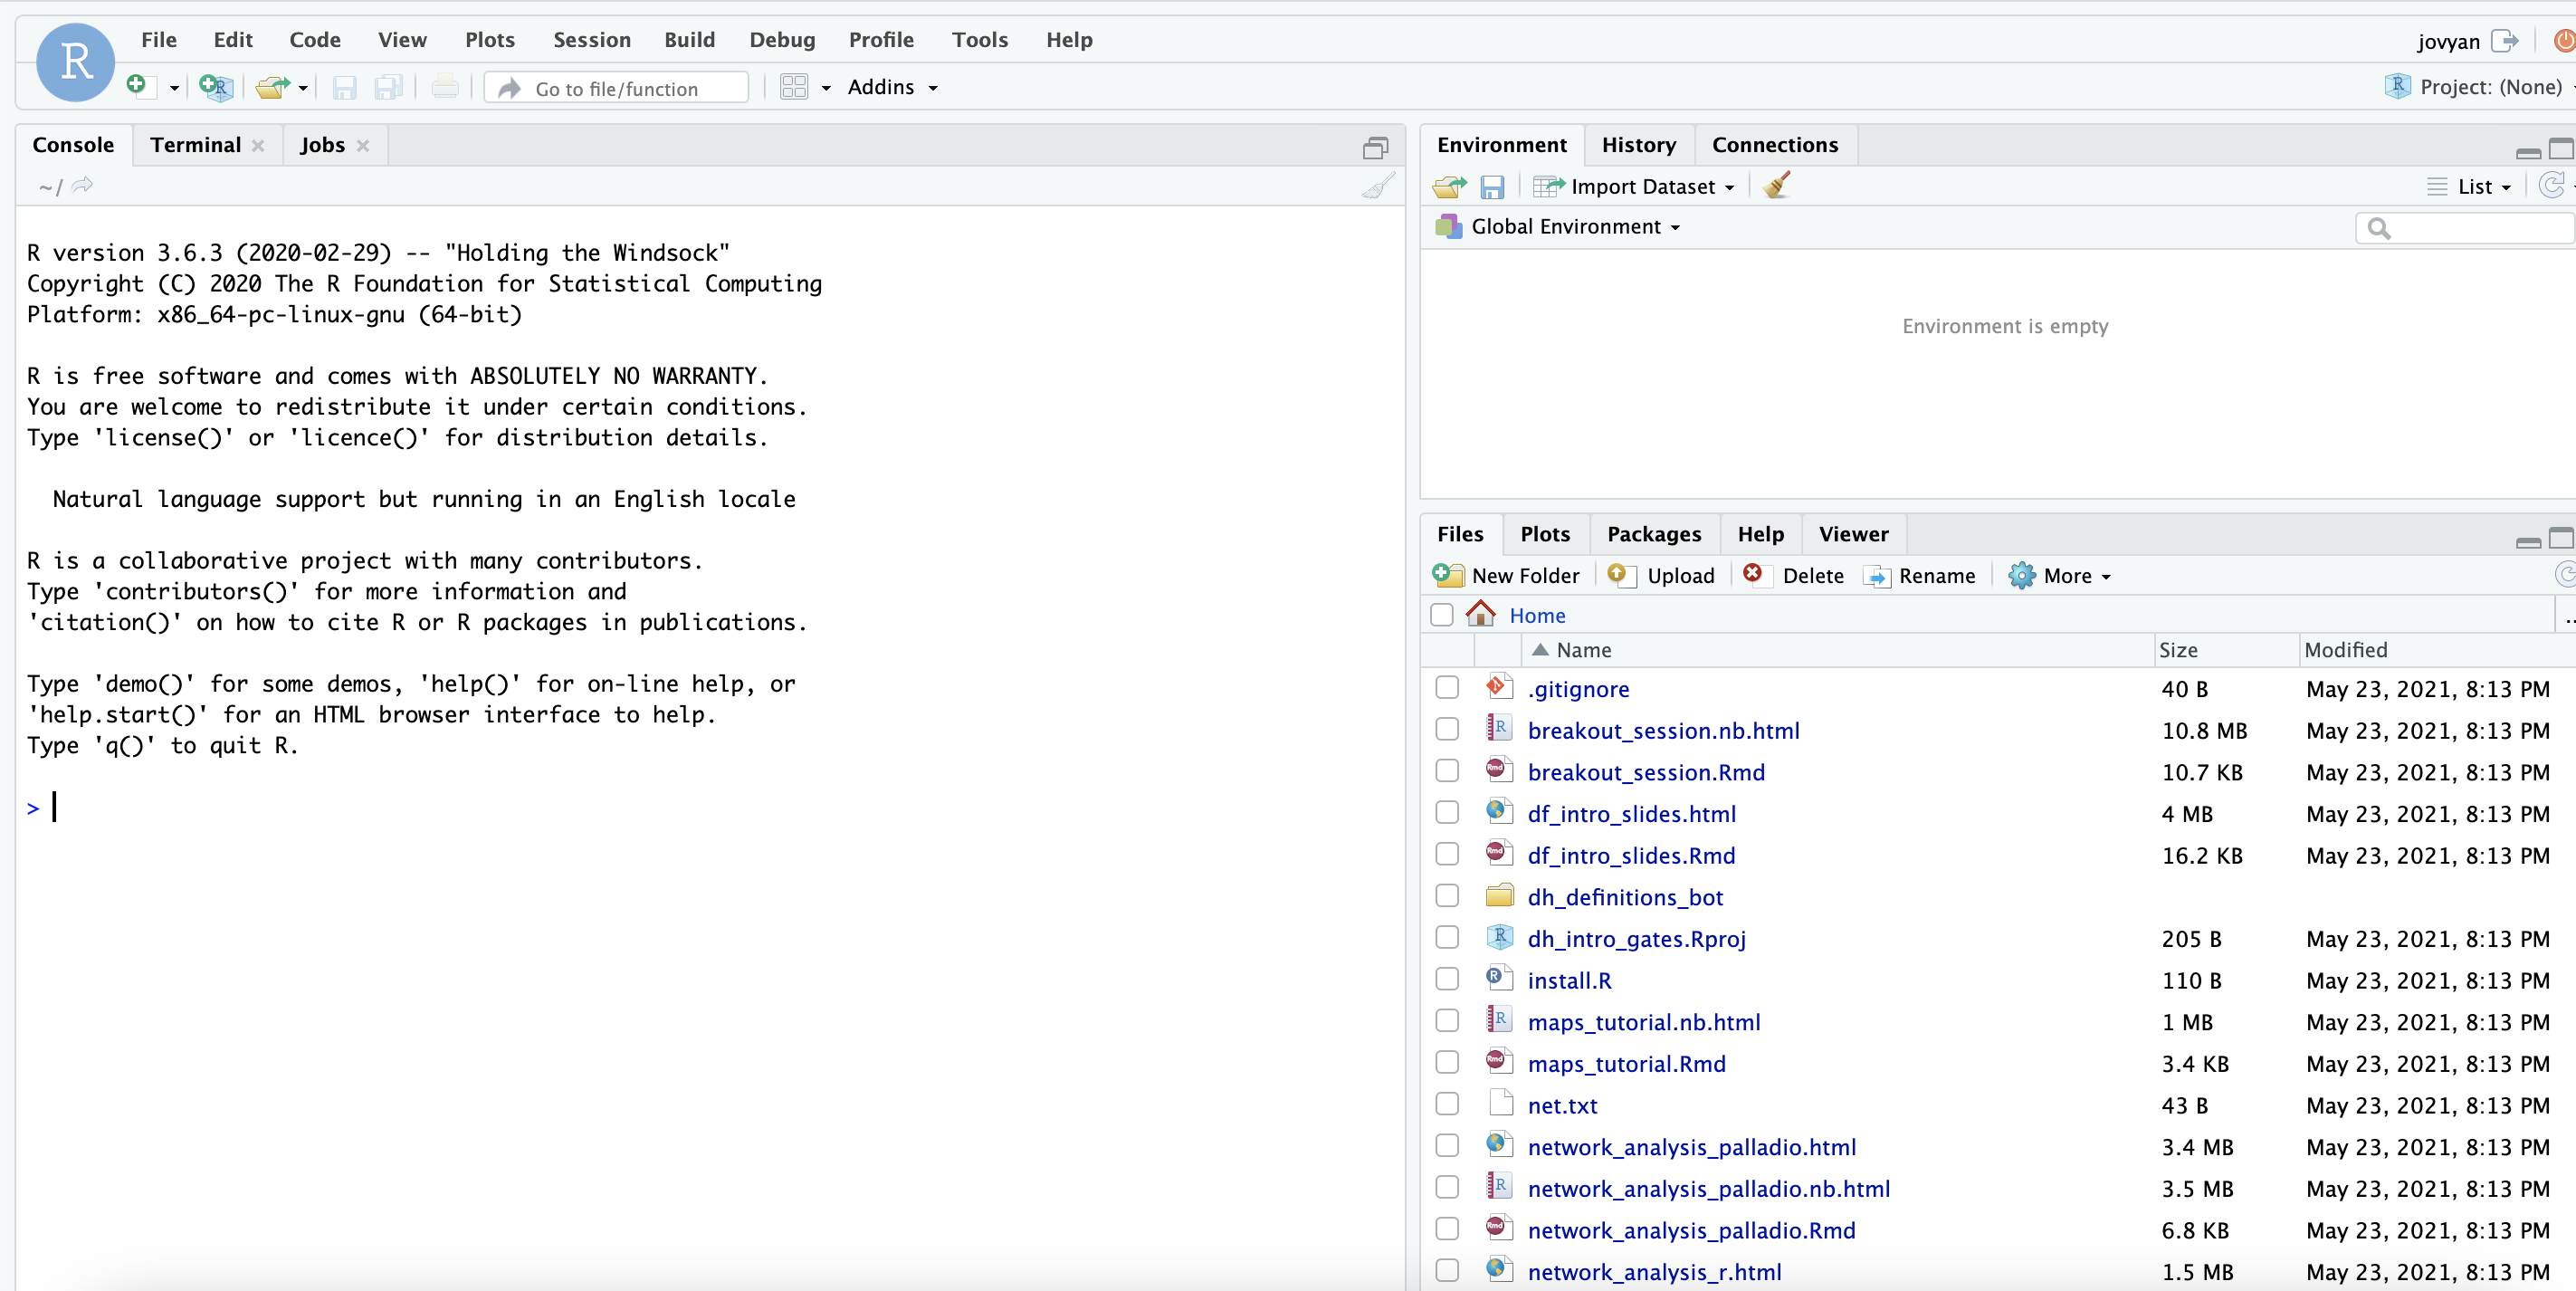 R
File Edit Code View Plots Session Build Debug Profile Tools Help
jovyan
Go to file/function
Addins
Project: (None)
Console Terminal Jobs
~/
R version 3.6.3 (2020-02-29) -- "Holding the Windsock"
Copyright (C) 2020 The R Foundation for Statistical Computing
Platform: x86_64-pc-linux-gnu (64-bit)
R is free software and comes with ABSOLUTELY NO WARRANTY.
You are welcome to redistribute it under certain conditions.
Type 'license()' or 'licence()' for distribution details.
Natural language support but running in an English locale
R is a collaborative project with many contributors.
Type 'contributors()' for more information and
'citation()' on how to cite R or R packages in publications.
Type 'demo()' for some demos, 'help()' for on-line help, or
'help.start()' for an HTML browser interface to help.
Type 'q()' to quit R.
>
Environment History Connections
Import Dataset
List
Global Environment
Environment is empty
Files Plots Packages Help Viewer
New Folder Upload Delete Rename More
Home
Name Size Modified
.gitignore 40 B May 23, 2021, 8:13 PM
breakout_session.nb.html 10.8 MB May 23, 2021, 8:13 PM
breakout_session.Rmd 10.7 KB May 23, 2021, 8:13 PM
df_intro_slides.html 4 MB May 23, 2021, 8:13 PM
df_intro_slides.Rmd 16.2 KB May 23, 2021, 8:13 PM
dh_definitions_bot
dh_intro_gates.Rproj 205 B May 23, 2021, 8:13 PM
install.R 110 B May 23, 2021, 8:13 PM
maps_tutorial.nb.html 1 MB May 23, 2021, 8:13 PM
maps_tutorial.Rmd 3.4 KB May 23, 2021, 8:13 PM
net.txt 43 B May 23, 2021, 8:13 PM
network_analysis_palladio.html 3.4 MB May 23, 2021, 8:13 PM
network_analysis_palladio.nb.html 3.5 MB May 23, 2021, 8:13 PM
network_analysis_palladio.Rmd 6.8 KB May 23, 2021, 8:13 PM
network_analysis_r.html 1.5 MB May 23, 2021, 8:13 PM